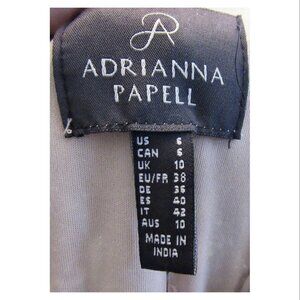 ADRIANNA
PAPELL
US 6
CAN 6
UK 10
EU/FR 38
DE 36
ES 40
IT 42
AUS 10
MADE IN
INDIA